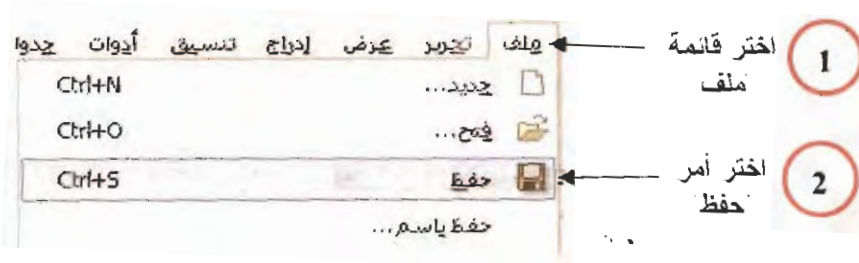 1 اختر قائمة ملف
ملف تحرير عرض إدراج تنسيق أدوات جدوا
جديد... Ctrl+N
فتح... Ctrl+O
2 اختر أمر حفظ
حفظ Ctrl+S
حفظ باسم...